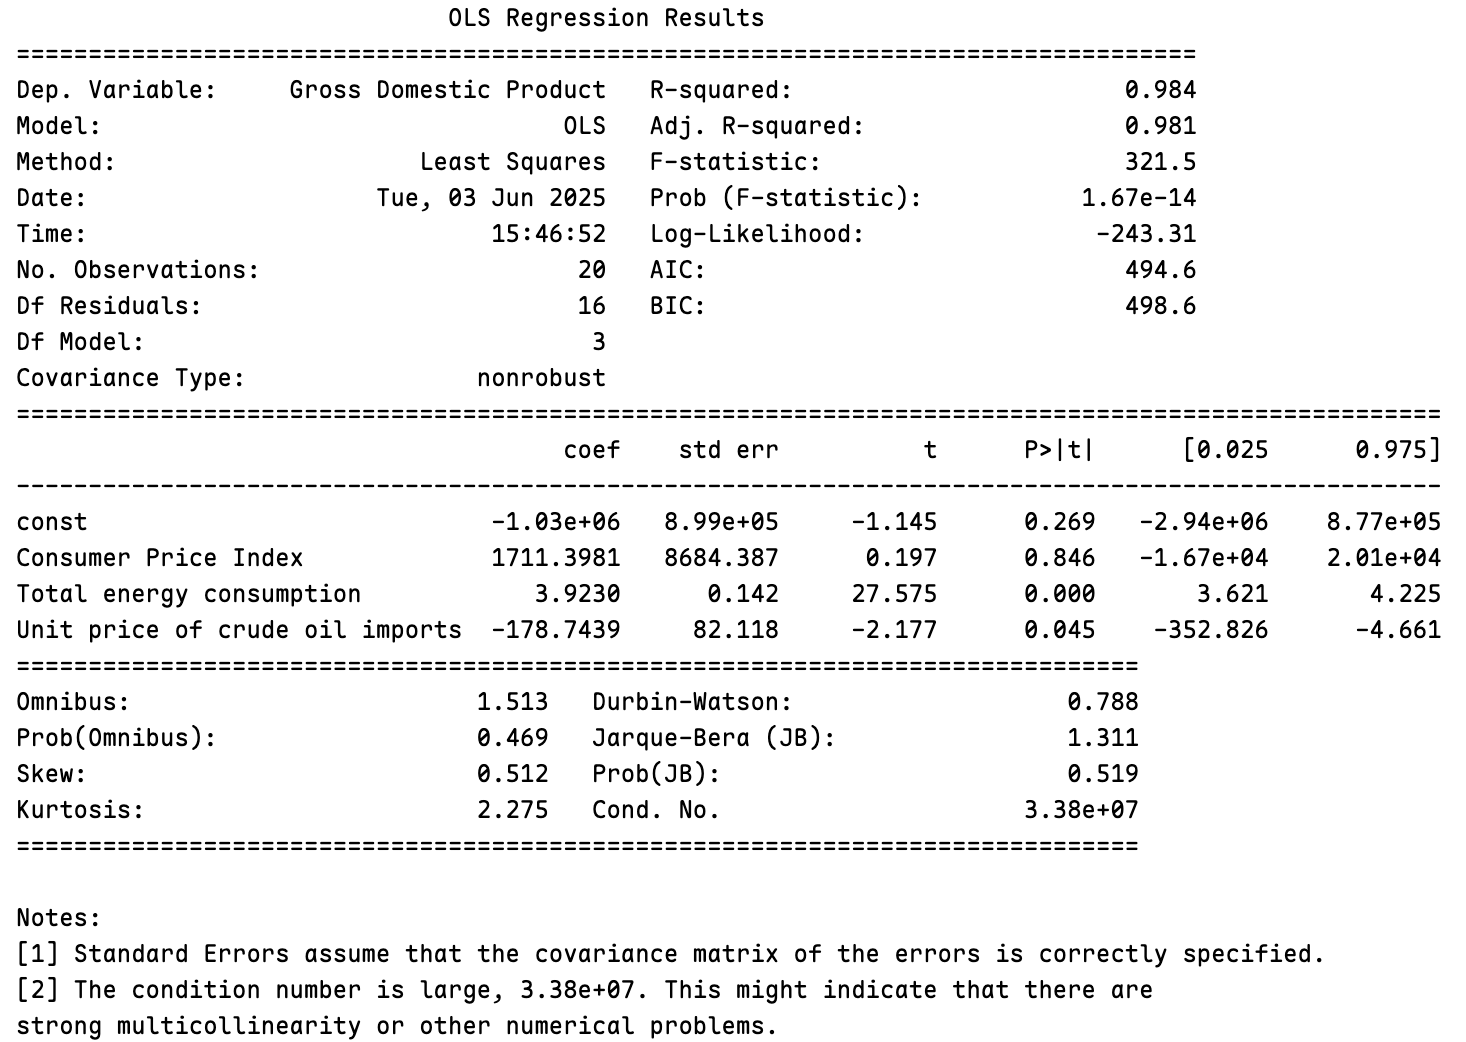 OLS Regression Results
==================================================================================
Dep. Variable:     Gross Domestic Product   R-squared:                       0.984
Model:                                OLS   Adj. R-squared:                  0.981
Method:                     Least Squares   F-statistic:                     321.5
Date:                    Tue, 03 Jun 2025   Prob (F-statistic):           1.67e-14
Time:                            15:46:52   Log-Likelihood:                -243.31
No. Observations:                      20   AIC:                             494.6
Df Residuals:                          16   BIC:                             498.6
Df Model:                               3
Covariance Type:                nonrobust
===================================================================================================
                                      coef    std err          t      P>|t|      [0.025      0.975]
---------------------------------------------------------------------------------------------------
const                            -1.03e+06   8.99e+05     -1.145      0.269   -2.94e+06    8.77e+05
Consumer Price Index             1711.3981   8684.387      0.197      0.846   -1.67e+04    2.01e+04
Total energy consumption            3.9230      0.142     27.575      0.000       3.621       4.225
Unit price of crude oil imports  -178.7439     82.118     -2.177      0.045    -352.826      -4.661
==============================================================================
Omnibus:                        1.513   Durbin-Watson:                   0.788
Prob(Omnibus):                  0.469   Jarque-Bera (JB):                1.311
Skew:                           0.512   Prob(JB):                        0.519
Kurtosis:                       2.275   Cond. No.                     3.38e+07
==============================================================================
Notes:
[1] Standard Errors assume that the covariance matrix of the errors is correctly specified.
[2] The condition number is large, 3.38e+07. This might indicate that there are
strong multicollinearity or other numerical problems.